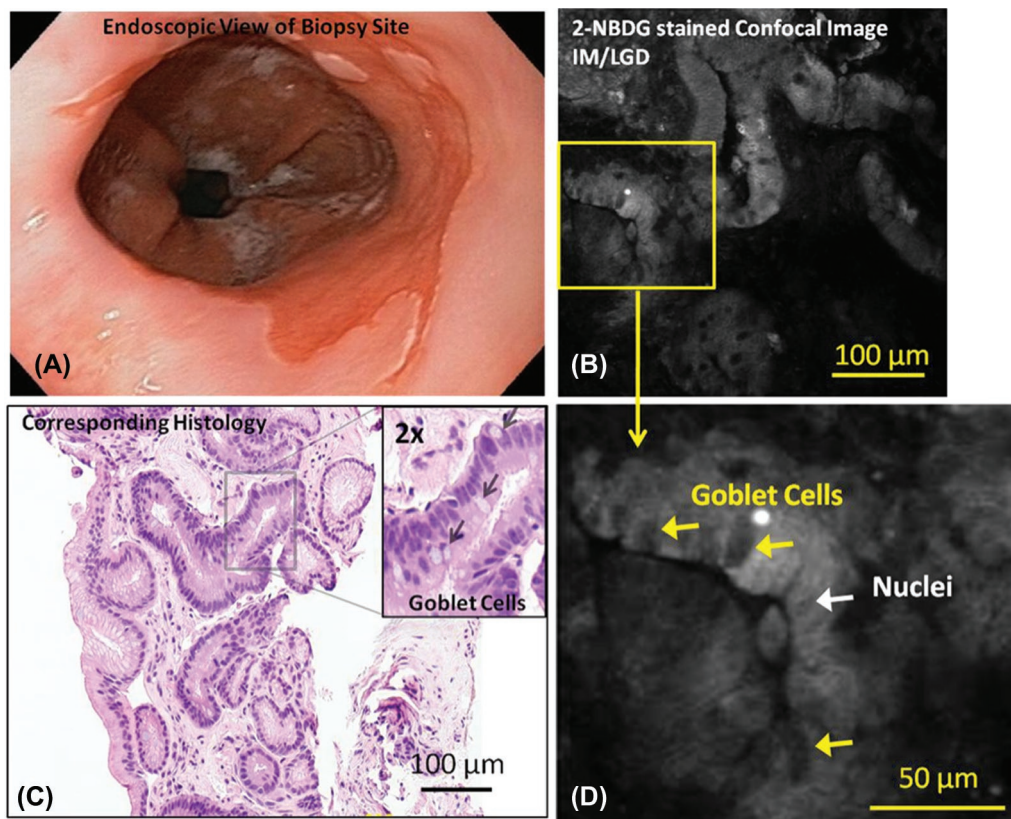 Endoscopic View of Biopsy Site
(A)
2-NBDG stained Confocal Image
IM/LGD
(B)
100 µm
Corresponding Histology
2x
Goblet Cells
100 µm
(C)
Goblet Cells
Nuclei
50 µm
(D)